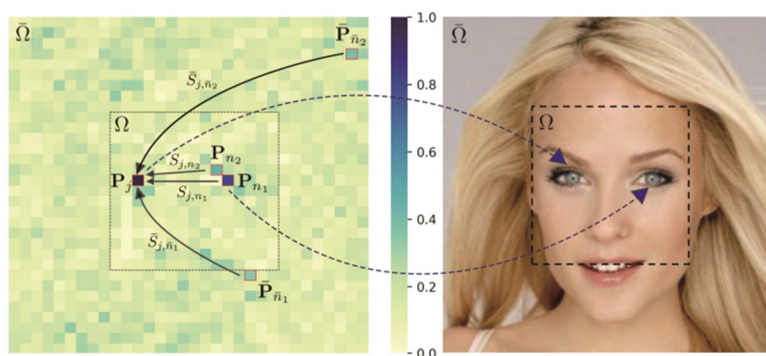 Ω̄
P̄n̄₂
1.0
Ω̄
S̄j,n̄₂
0.8
Ω
Ω
Sj,n₂
Pn₂
0.6
Pj
Pn₁
Sj,n₁
0.4
S̄j,n̄₁
P̄n̄₁
0.2
0.0